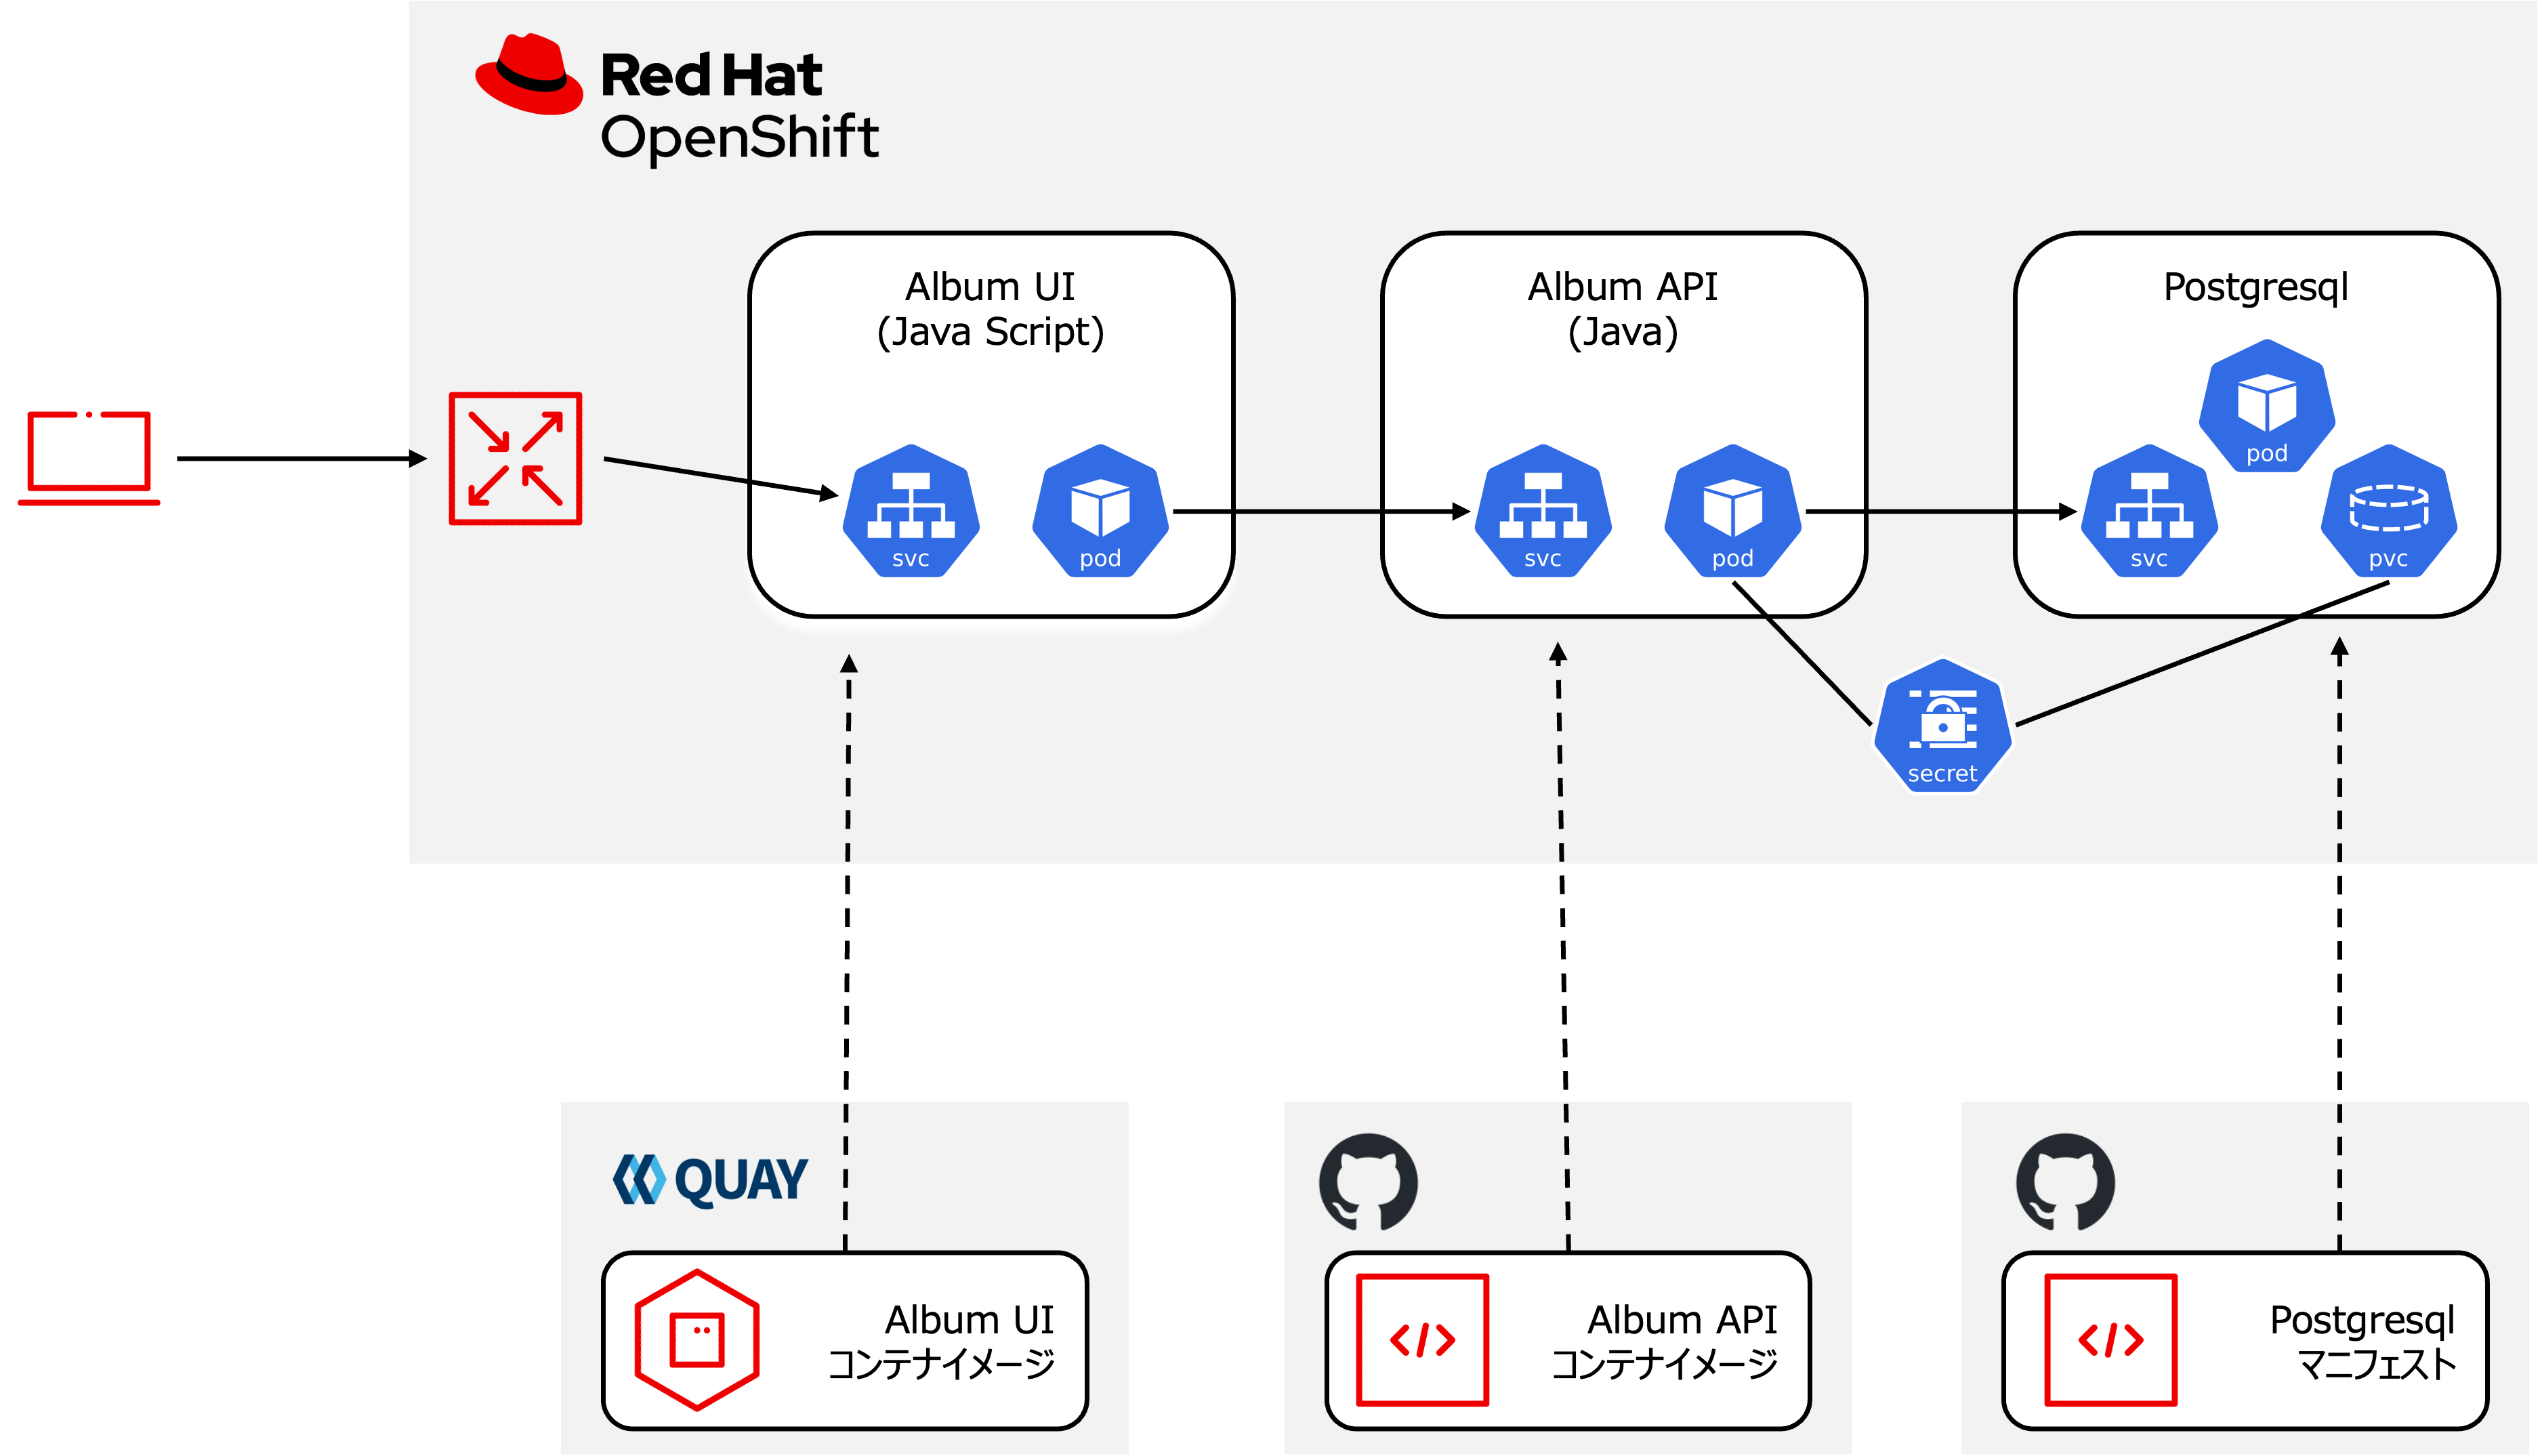 Red Hat
OpenShift
Album UI
(Java Script)
svc
pod
Album API
(Java)
svc
pod
Postgresql
pod
svc
pvc
secret
QUAY
Album UI
コンテナイメージ
</>
Album API
コンテナイメージ
</>
Postgresql
マニフェスト